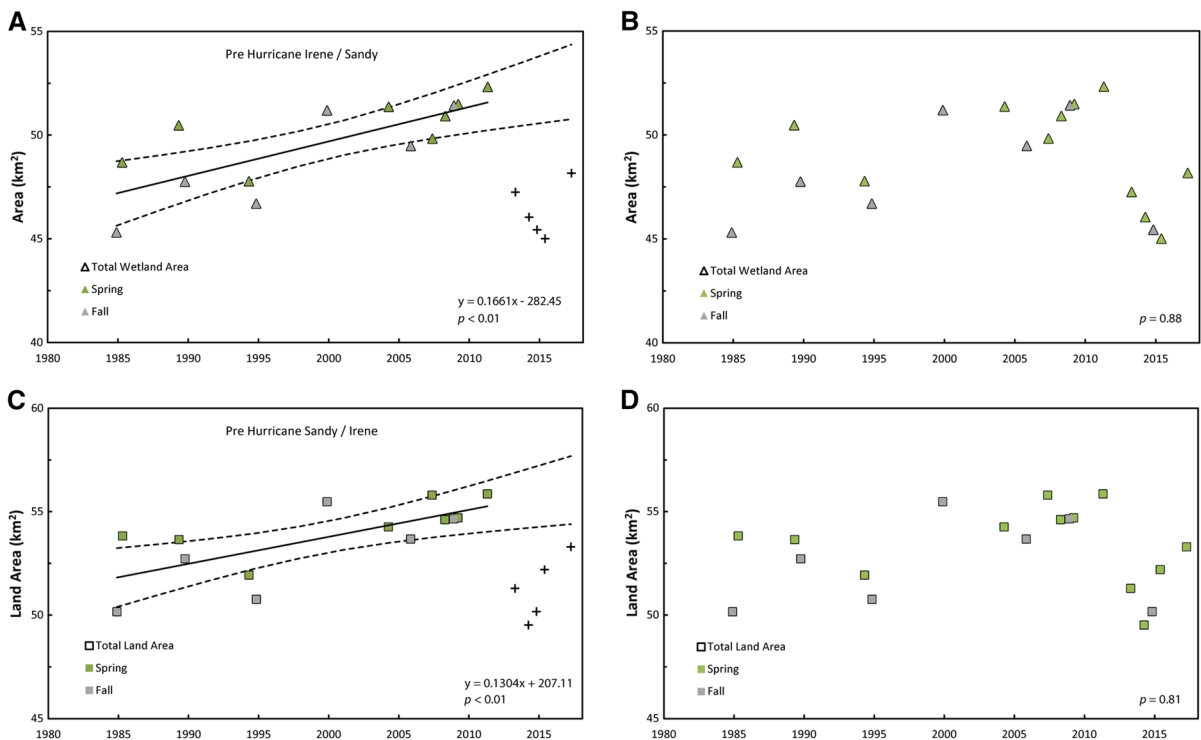 A
B
55
Pre Hurricane Irene / Sandy
50
Area (km²)
45
Total Wetland Area
Spring
Fall
y = 0.1661x - 282.45
p < 0.01
40
1980 1985 1990 1995 2000 2005 2010 2015
55
50
Area (km²)
45
Total Wetland Area
Spring
Fall
p = 0.88
40
1980 1985 1990 1995 2000 2005 2010 2015
C
D
60
Pre Hurricane Sandy / Irene
55
Land Area (km²)
50
Total Land Area
Spring
Fall
y = 0.1304x + 207.11
p < 0.01
45
1980 1985 1990 1995 2000 2005 2010 2015
60
55
Land Area (km²)
50
Total Land Area
Spring
Fall
p = 0.81
45
1980 1985 1990 1995 2000 2005 2010 2015